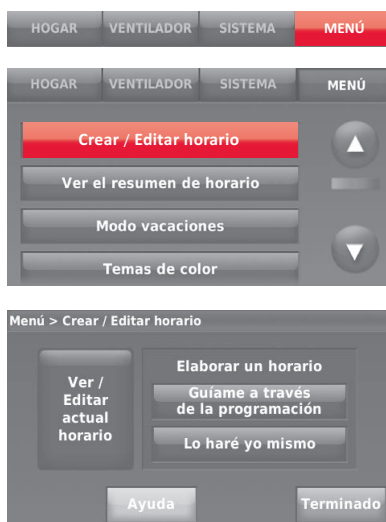 HOGAR VENTILADOR SISTEMA MENÚ
HOGAR VENTILADOR SISTEMA MENÚ
Crear / Editar horario
Ver el resumen de horario
Modo vacaciones
Temas de color
Menú > Crear / Editar horario
Ver /
Editar
actual
horario
Elaborar un horario
Guíame a través
de la programación
Lo haré yo mismo
Ayuda
Terminado